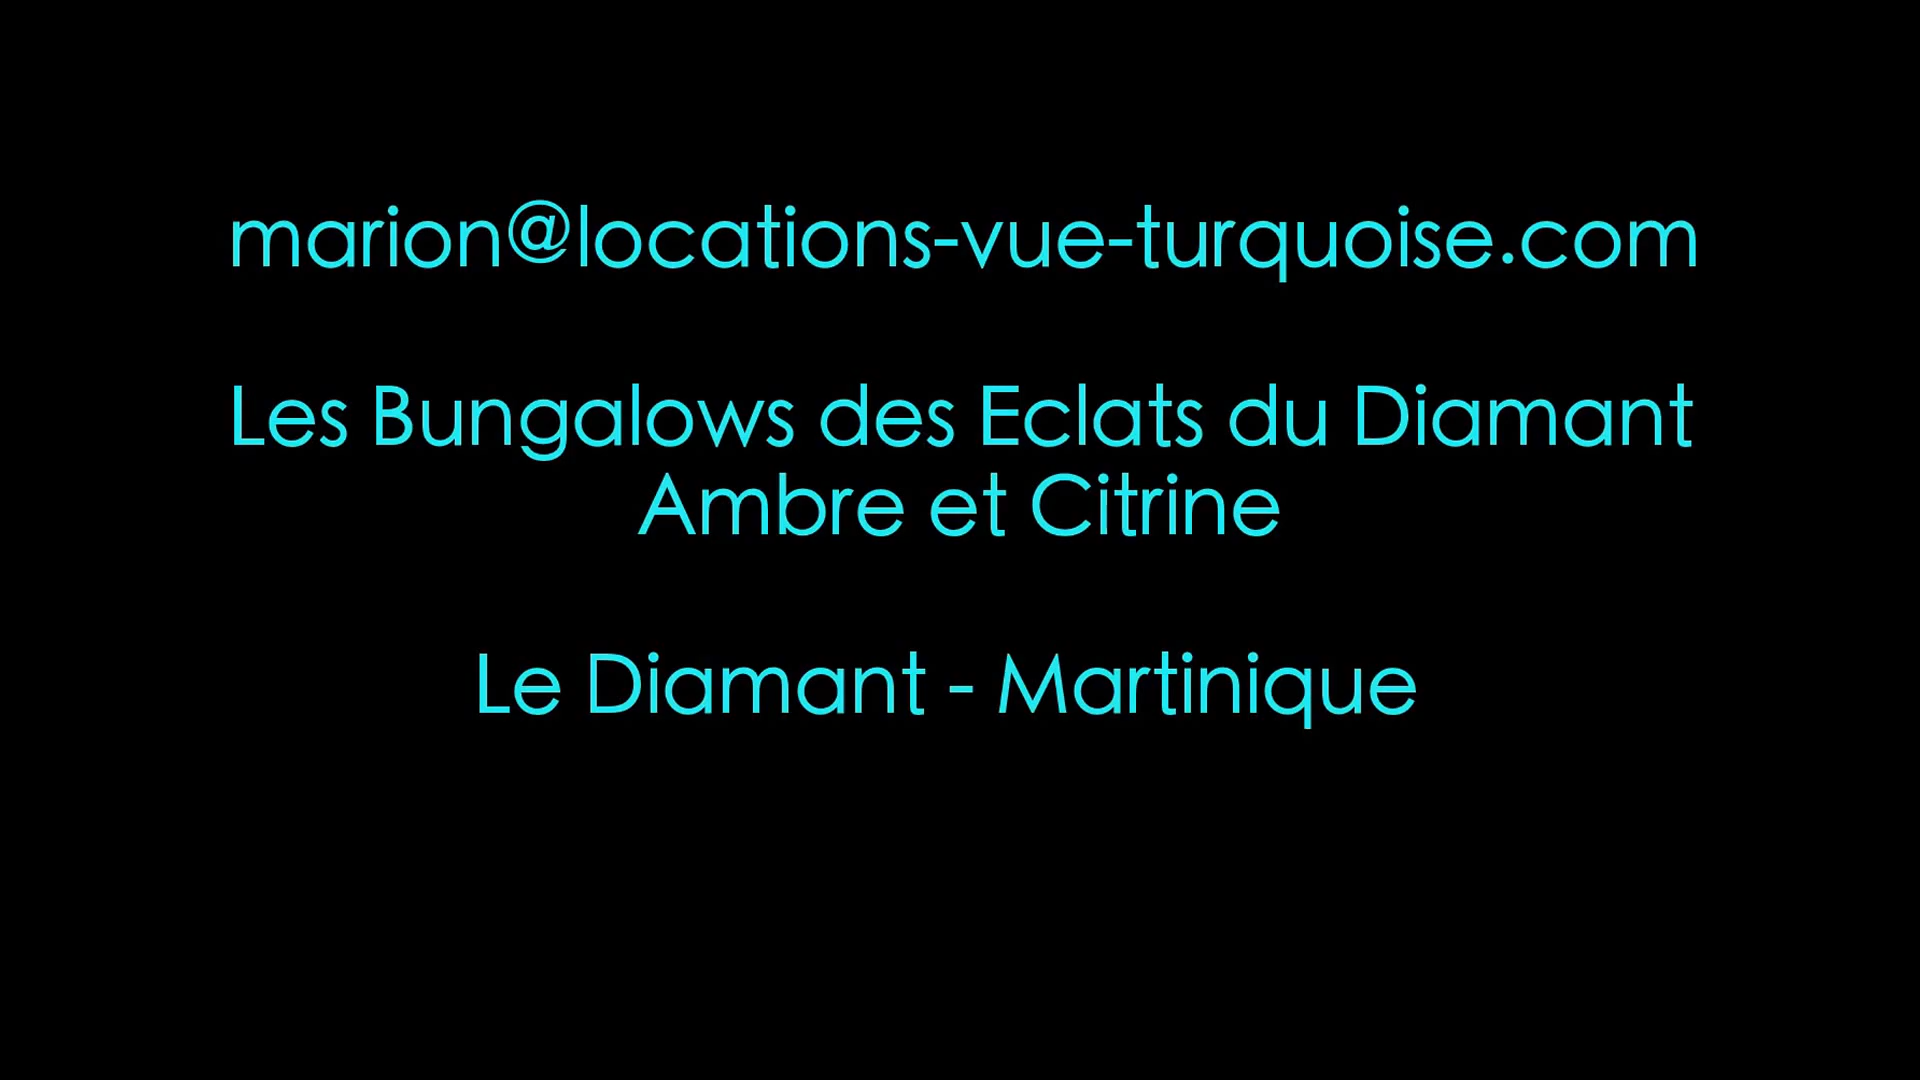 marion@locations-vue-turquoise.com
Les Bungalows des Eclats du Diamant
Ambre et Citrine
Le Diamant - Martinique